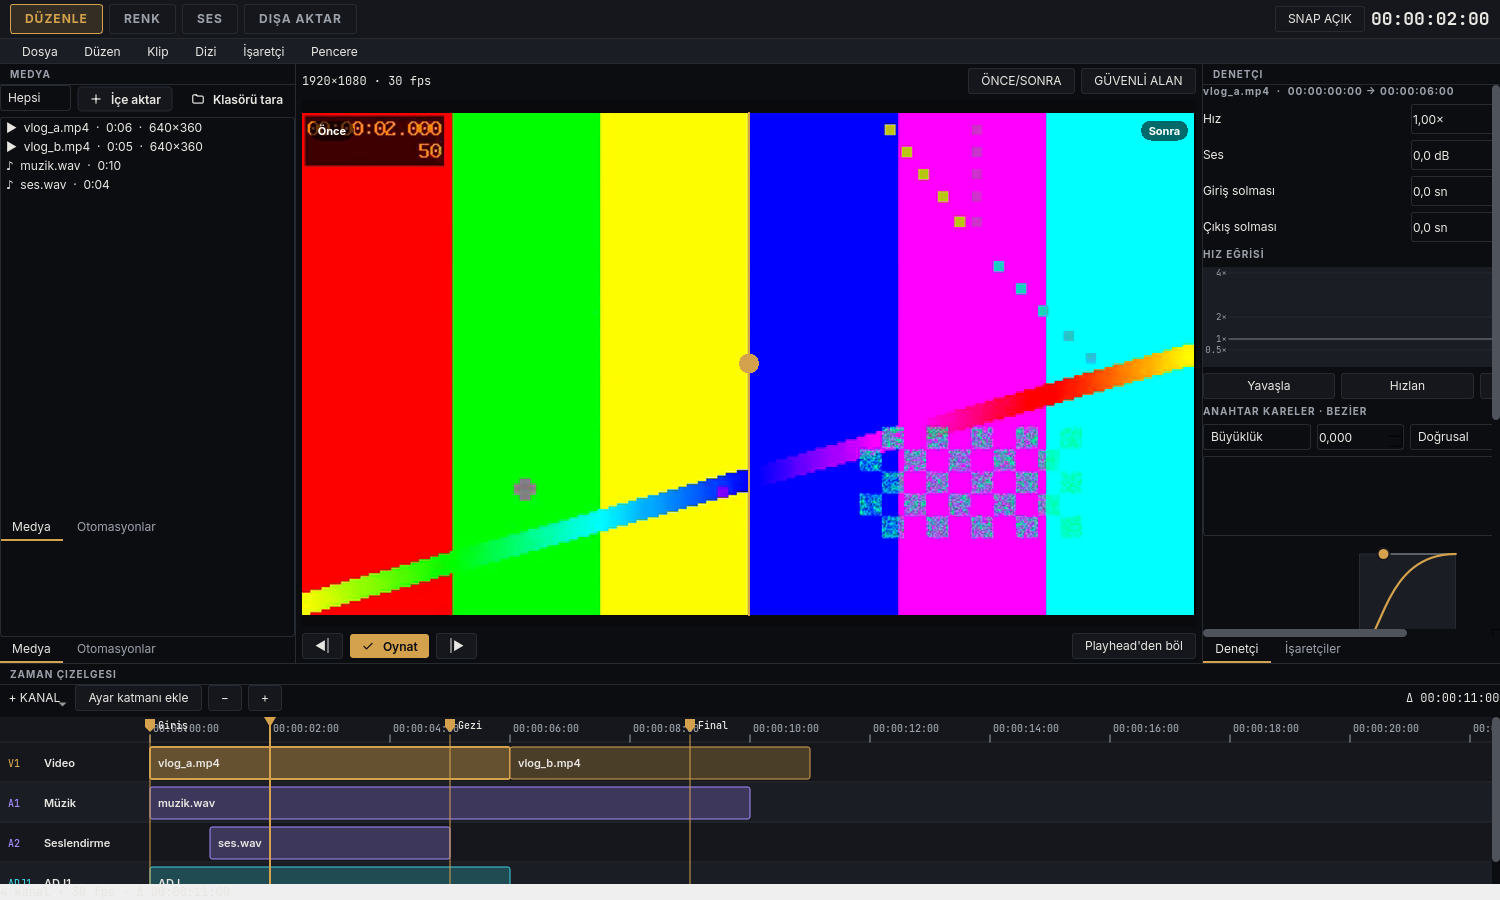 DÜZENLE RENK SES DIŞA AKTAR SNAP AÇIK 00:00:02:00
Dosya Düzen Klip Dizi İşaretçi Pencere
MEDYA
Hepsi + İçe aktar Klasörü tara
vlog_a.mp4 · 0:06 · 640×360
vlog_b.mp4 · 0:05 · 640×360
muzik.wav · 0:10
ses.wav · 0:04
Medya Otomasyonlar
Medya Otomasyonlar
1920×1080 · 30 fps ÖNCE/SONRA GÜVENLİ ALAN
Önce
50
Sonra
Oynat Playhead'den böl
DENETÇİ
vlog_a.mp4 · 00:00:00:00 → 00:00:06:00
Hız 1,00×
Ses 0,0 dB
Giriş solması 0,0 sn
Çıkış solması 0,0 sn
HIZ EĞRİSİ
4×
2×
1×
0.5×
Yavaşla Hızlan
ANAHTAR KARELER · BEZİER
Büyüklük 0,000 Doğrusal
Denetçi İşaretçiler
ZAMAN ÇİZELGESİ
+ KANAL Ayar katmanı ekle − + Δ 00:00:11:00
Giriş 00:00:02:00 Gezi 00:00:06:00 Final 00:00:10:00 00:00:12:00 00:00:14:00 00:00:16:00 00:00:18:00 00:00:20:00
V1 Video vlog_a.mp4 vlog_b.mp4
A1 Müzik muzik.wav
A2 Seslendirme ses.wav
ADJ1 ADJ1 ADJ